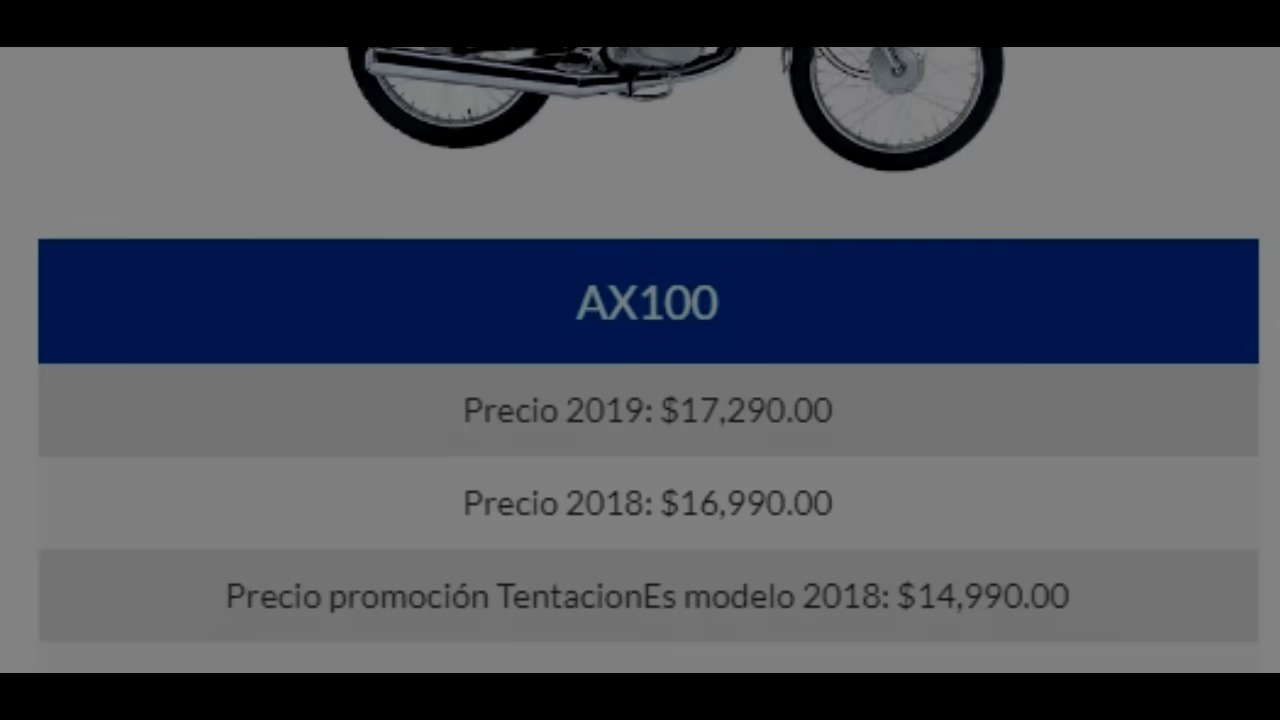 AX100
Precio 2019: $17,290.00
Precio 2018: $16,990.00
Precio promoción TentacionEs modelo 2018: $14,990.00